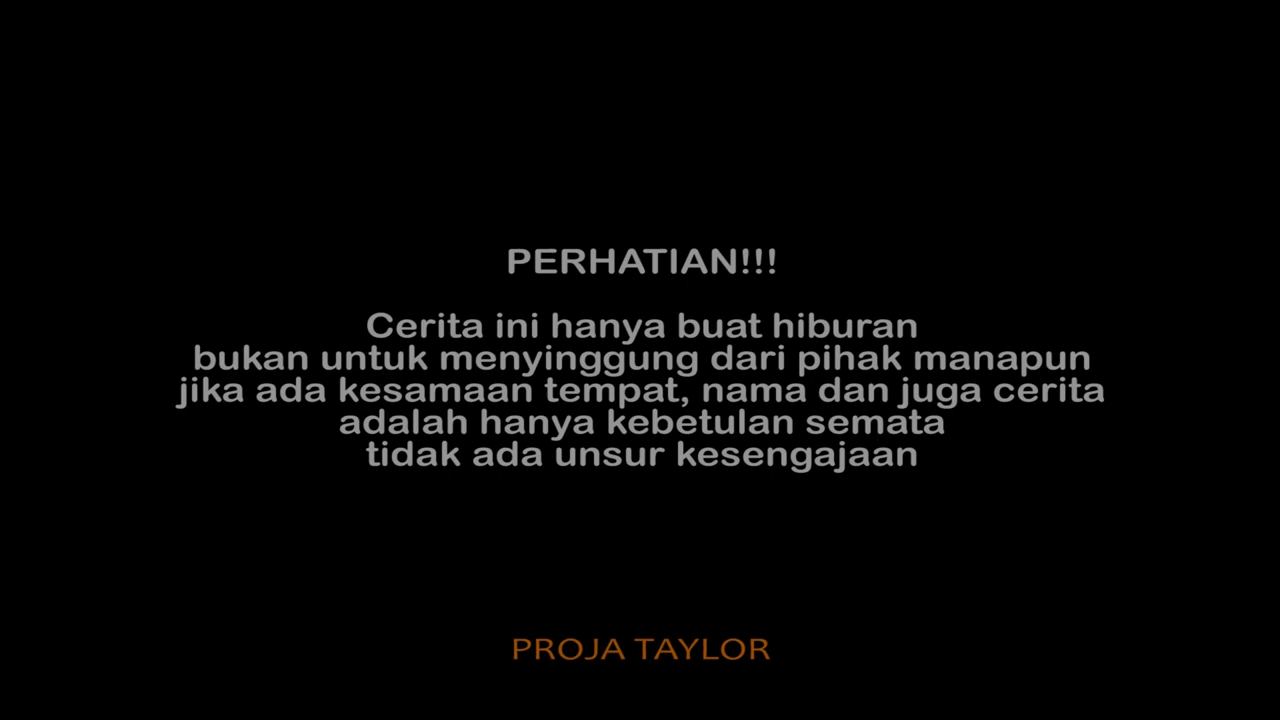 PERHATIAN!!!
Cerita ini hanya buat hiburan
bukan untuk menyinggung dari pihak manapun
jika ada kesamaan tempat, nama dan juga cerita
adalah hanya kebetulan semata
tidak ada unsur kesengajaan
PROJA TAYLOR